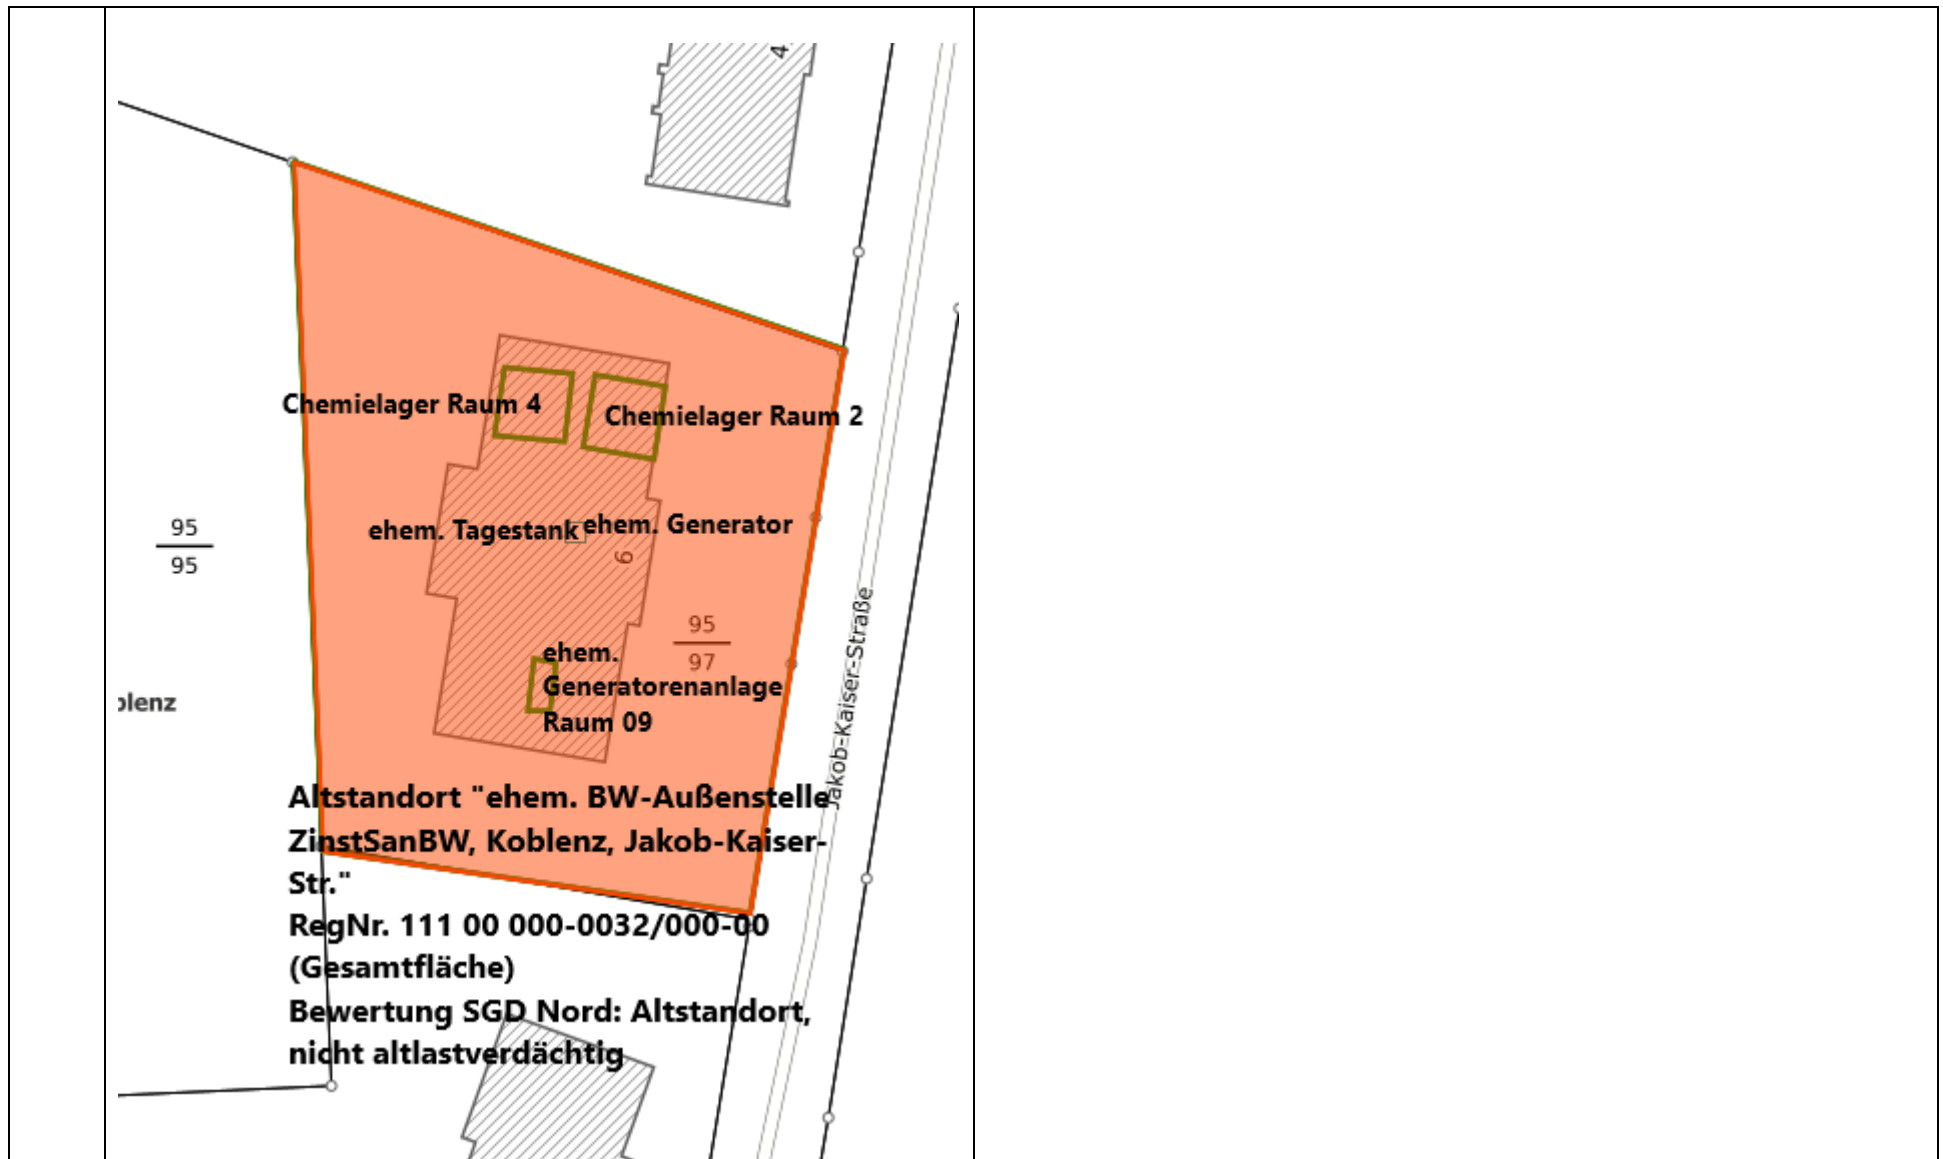 4
Chemielager Raum 4
Chemielager Raum 2
ehem. Tagestank
ehem. Generator
6
95
95
95
97
ehem.
Generatorenanlage
Raum 09
blenz
Jakob-Kaiser-Straße
Altstandort "ehem. BW-Außenstelle
ZinstSanBW, Koblenz, Jakob-Kaiser-
Str."
RegNr. 111 00 000-0032/000-00
(Gesamtfläche)
Bewertung SGD Nord: Altstandort,
nicht altlastverdächtig